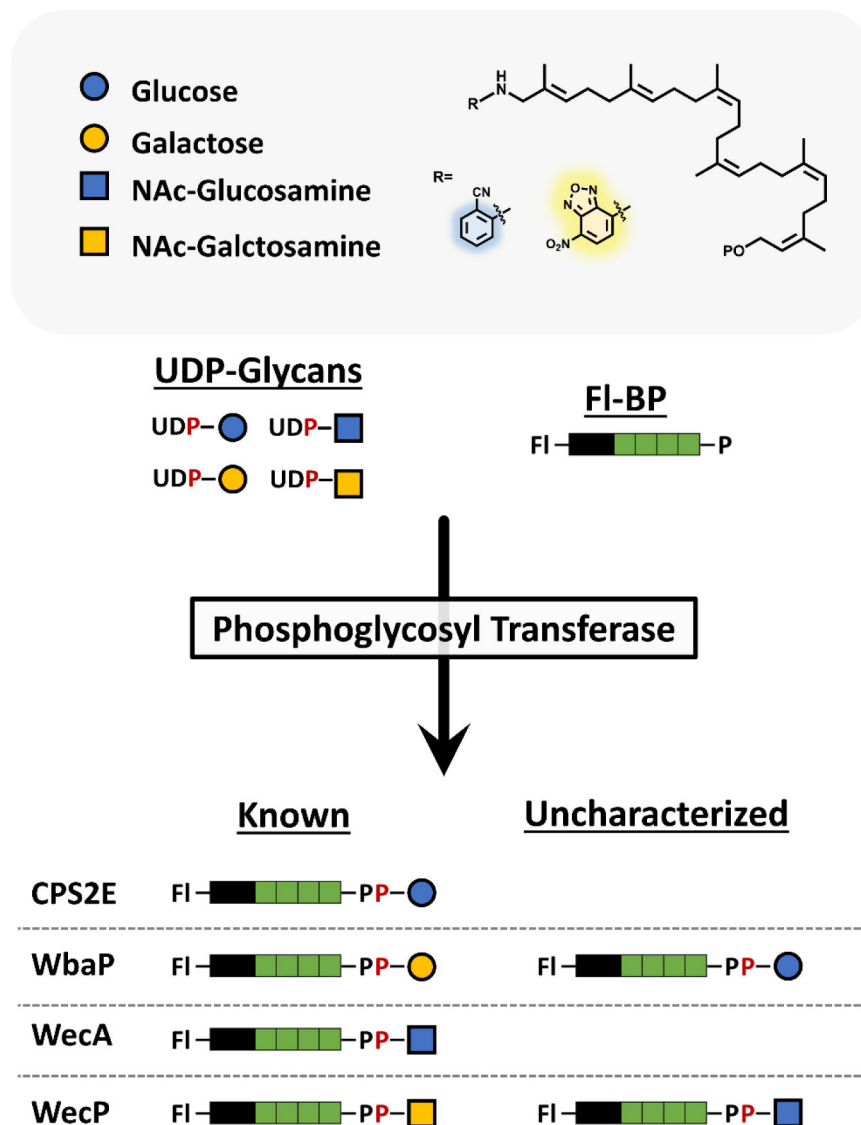 Glucose
Galactose
NAc-Glucosamine
NAc-Galctosamine
H
N
R
R=
CN
N O N
O₂N
PO
UDP-Glycans
Fl-BP
UDP– UDP–
UDP– UDP–
Fl– –P
Phosphoglycosyl Transferase
Known Uncharacterized
CPS2E Fl– –PP–
WbaP Fl– –PP– Fl– –PP–
WecA Fl– –PP–
WecP Fl– –PP– Fl– –PP–